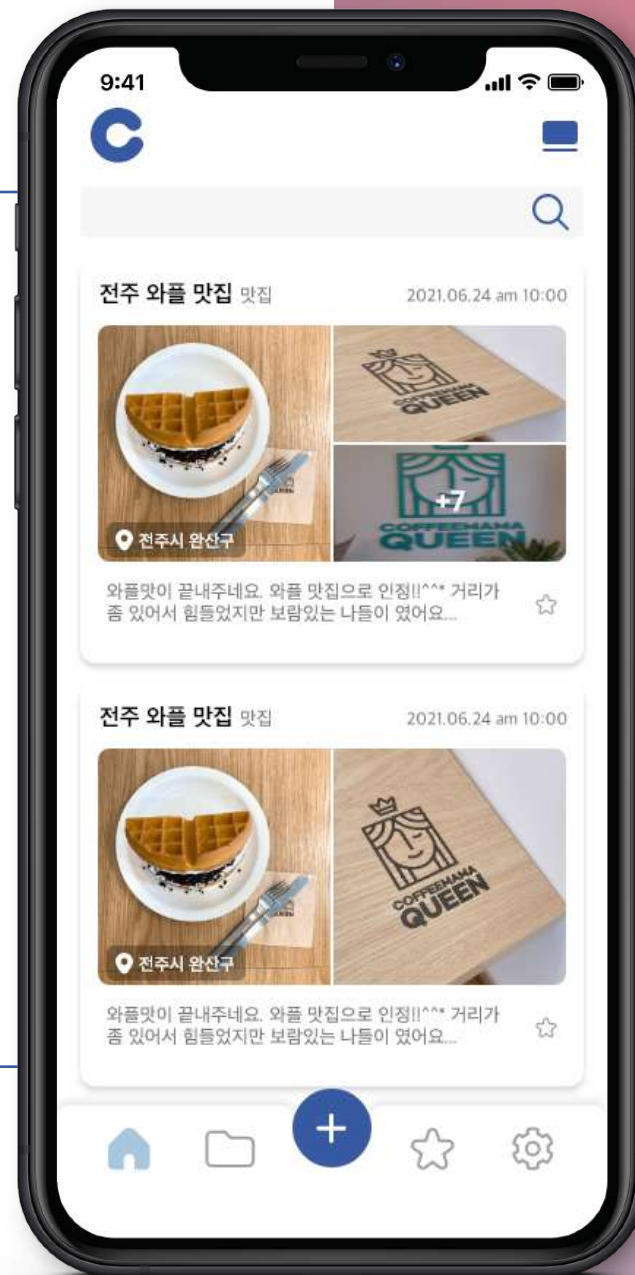 9:41
C
전주 와플 맛집 맛집
2021.06.24 am 10:00
COFFEEMAMA
QUEEN
+7
COFFEEMAMA
QUEEN
전주시 완산구
와플맛이 끝내주네요. 와플 맛집으로 인정!!^^* 거리가
좀 있어서 힘들었지만 보람있는 나들이 였어요...
전주 와플 맛집 맛집
2021.06.24 am 10:00
COFFEEMAMA
QUEEN
전주시 완산구
와플맛이 끝내주네요. 와플 맛집으로 인정!!^^* 거리가
좀 있어서 힘들었지만 보람있는 나들이 였어요...